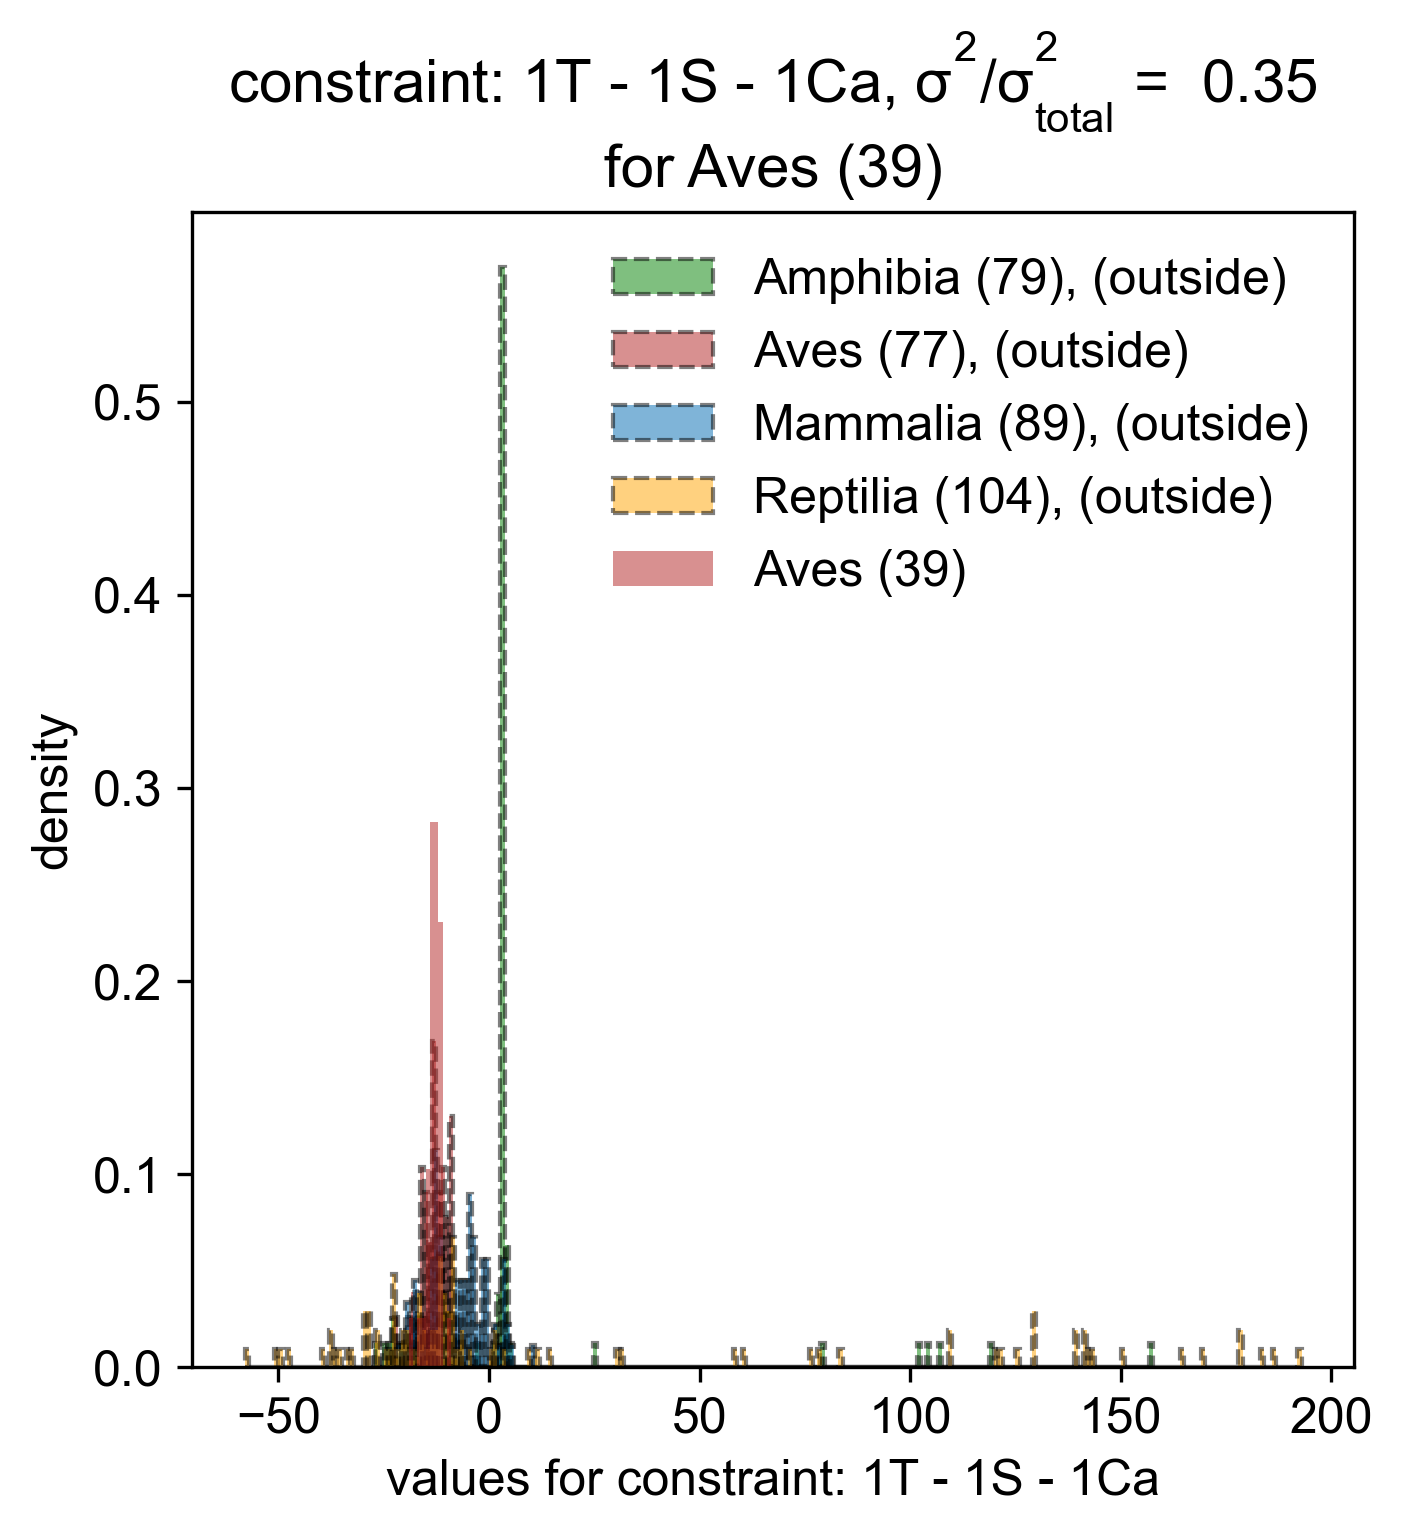 constraint: 1T - 1S - 1Ca, σ²/σ²total = 0.35
for Aves (39)
Amphibia (79), (outside)
Aves (77), (outside)
Mammalia (89), (outside)
Reptilia (104), (outside)
Aves (39)
density
0.5
0.4
0.3
0.2
0.1
0.0
−50 0 50 100 150 200
values for constraint: 1T - 1S - 1Ca